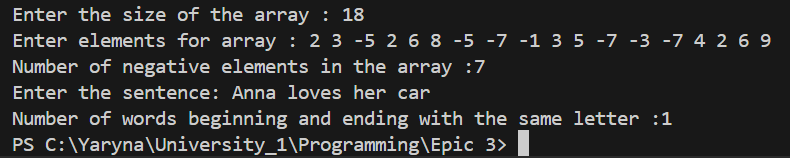 Enter the size of the array : 18
Enter elements for array : 2 3 -5 2 6 8 -5 -7 -1 3 5 -7 -3 -7 4 2 6 9
Number of negative elements in the array :7
Enter the sentence: Anna loves her car
Number of words beginning and ending with the same letter :1
PS C:\Yaryna\University_1\Programming\Epic 3>